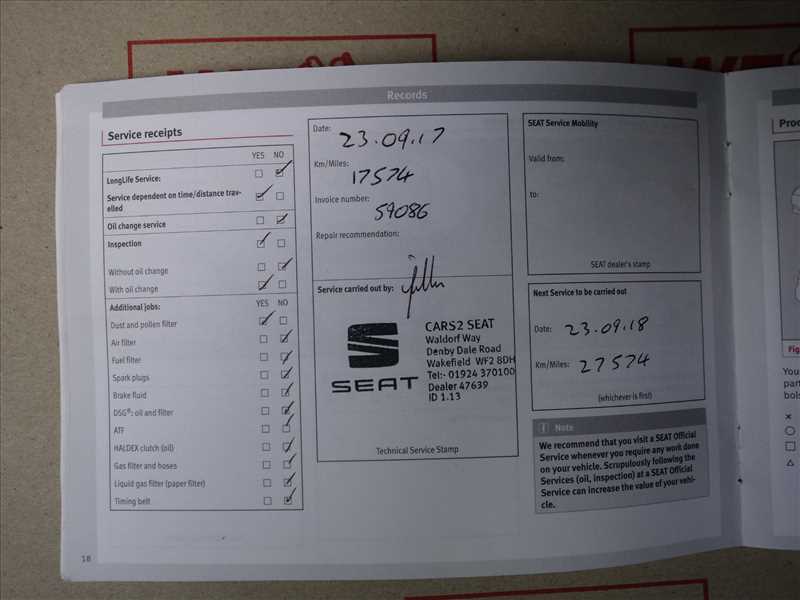 Records
Service receipts
YES NO
LongLife Service:
Service dependent on time/distance trav-
elled
Oil change service
Inspection
Without oil change
With oil change
Additional jobs: YES NO
Dust and pollen filter
Air filter
Fuel filter
Spark plugs
Brake fluid
DSG®: oil and filter
ATF
HALDEX clutch (oil)
Gas filter and hoses
Liquid gas filter (paper filter)
Timing belt
18
Date:
23.09.17
Km/Miles:
17574
Invoice number:
59086
Repair recommendation:
Service carried out by:
SEAT
CARS2 SEAT
Waldorf Way
Denby Dale Road
Wakefield WF2 8DH
Tel:- 01924 370100
Dealer 47639
ID 1.13
Technical Service Stamp
SEAT Service Mobility
Valid from:
to:
SEAT dealer's stamp
Next Service to be carried out
Date: 23.09.18
Km/Miles: 27574
(whichever is first)
i Note
We recommend that you visit a SEAT Official
Service whenever you require any work done
on your vehicle. Scrupulously following the
Services (oil, inspection) at a SEAT Official
Service can increase the value of your vehi-
cle.